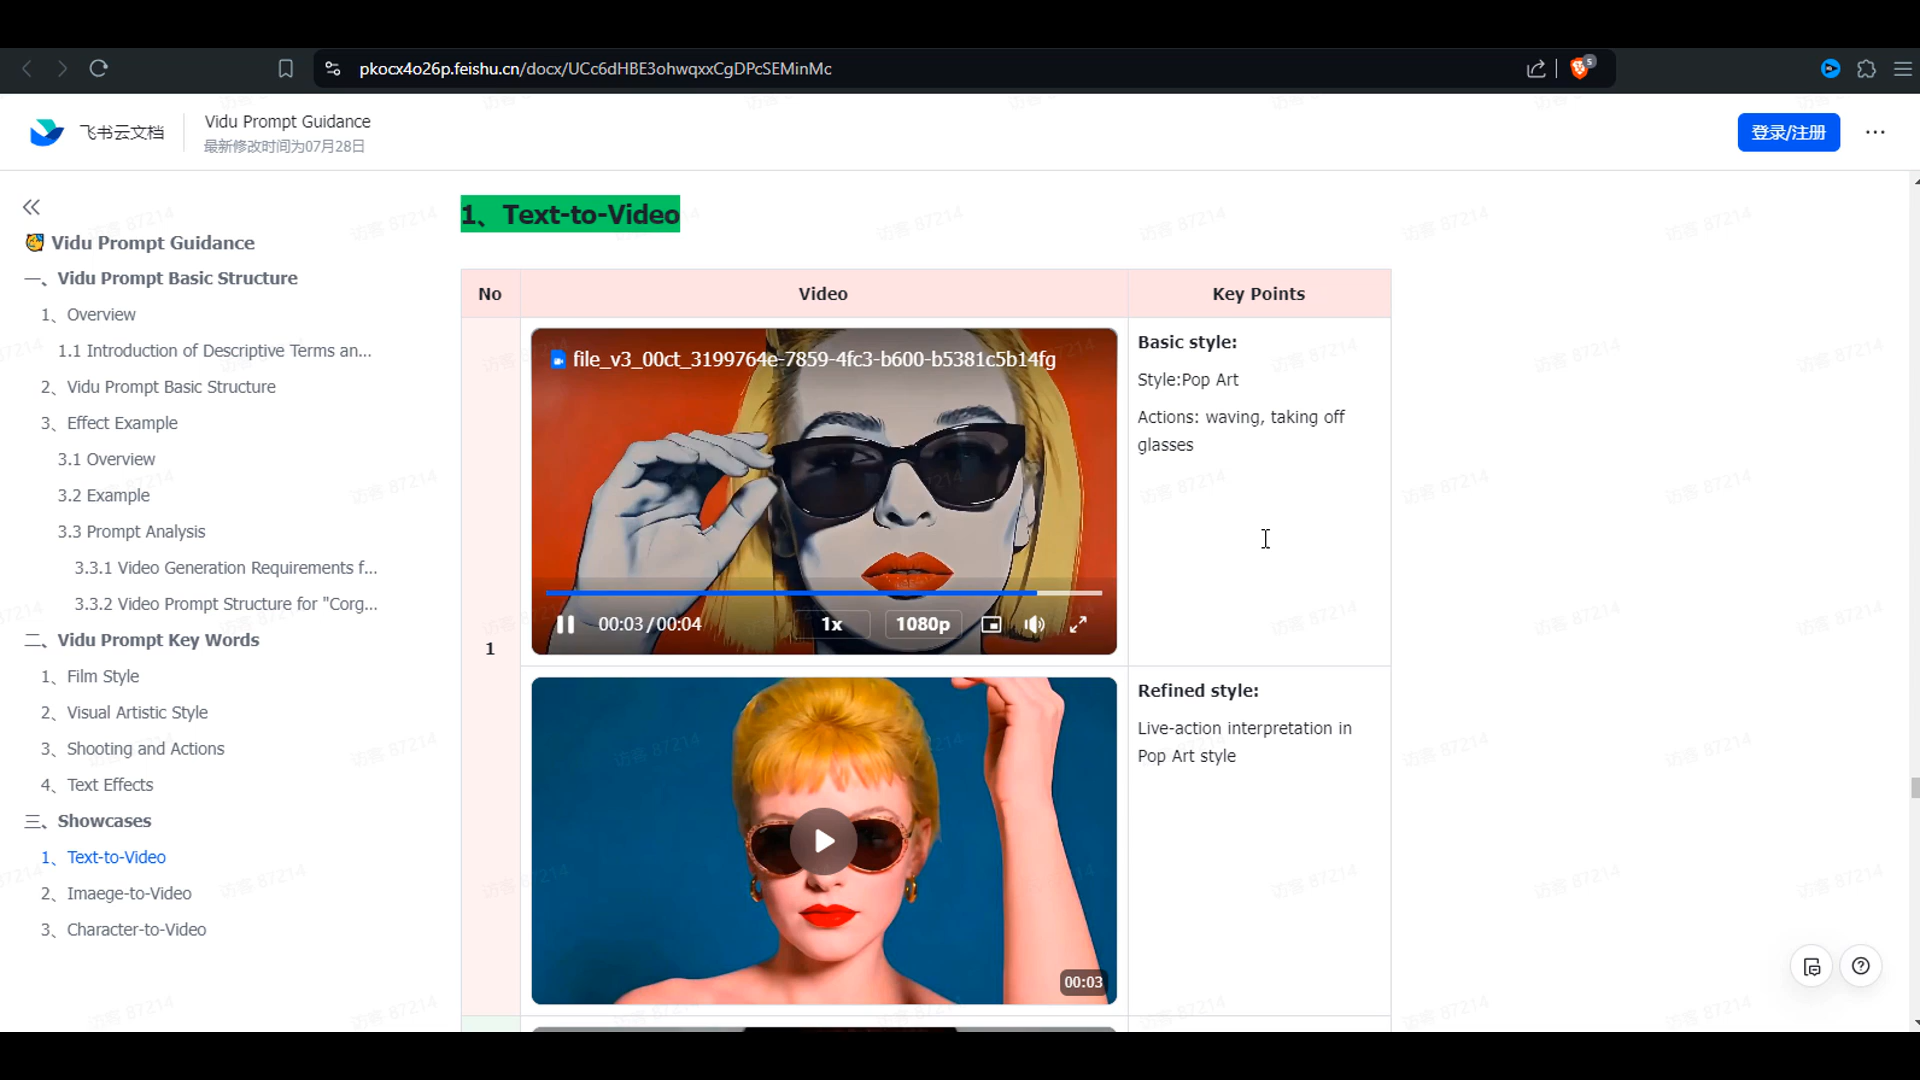 pkocx4o26p.feishu.cn/docx/UCc6dHBE3ohwqxxCgDPcSEMinMc
5
飞书云文档
Vidu Prompt Guidance
最新修改时间为07月28日
登录/注册
Vidu Prompt Guidance
一、Vidu Prompt Basic Structure
1、Overview
1.1 Introduction of Descriptive Terms an...
2、Vidu Prompt Basic Structure
3、Effect Example
3.1 Overview
3.2 Example
3.3 Prompt Analysis
3.3.1 Video Generation Requirements f...
3.3.2 Video Prompt Structure for "Corg...
二、Vidu Prompt Key Words
1、Film Style
2、Visual Artistic Style
3、Shooting and Actions
4、Text Effects
三、Showcases
1、Text-to-Video
2、Imaege-to-Video
3、Character-to-Video
1、Text-to-Video
No
Video
Key Points
1
file_v3_00ct_3199764e-7859-4fc3-b600-b5381c5b14fg
00:03/00:04
1x
1080p
Basic style:
Style:Pop Art
Actions: waving, taking off
glasses
00:03
Refined style:
Live-action interpretation in
Pop Art style
访客 87214